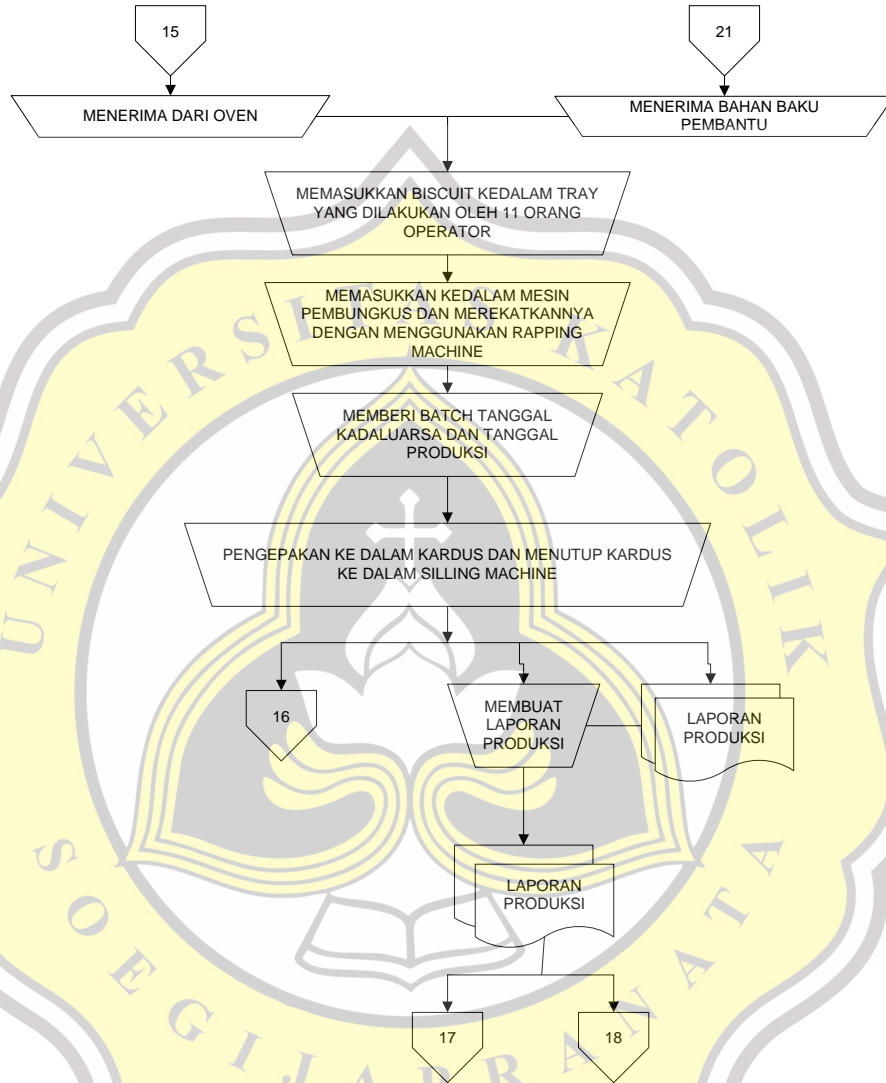 15
21
MENERIMA DARI OVEN
MENERIMA BAHAN BAKU
PEMBANTU
MEMASUKKAN BISCUIT KEDALAM TRAY
YANG DILAKUKAN OLEH 11 ORANG
OPERATOR
MEMASUKKAN KEDALAM MESIN
PEMBUNGKUS DAN MEREKATKANNYA
DENGAN MENGGUNAKAN RAPPING
MACHINE
MEMBERI BATCH TANGGAL
KADALUARSA DAN TANGGAL
PRODUKSI
PENGEPAKAN KE DALAM KARDUS DAN MENUTUP KARDUS
KE DALAM SILLING MACHINE
16
MEMBUAT
LAPORAN
PRODUKSI
LAPORAN
PRODUKSI
LAPORAN
PRODUKSI
17
18
UNIVERSITAS KATOLIK
SOEGIJAPRANATA